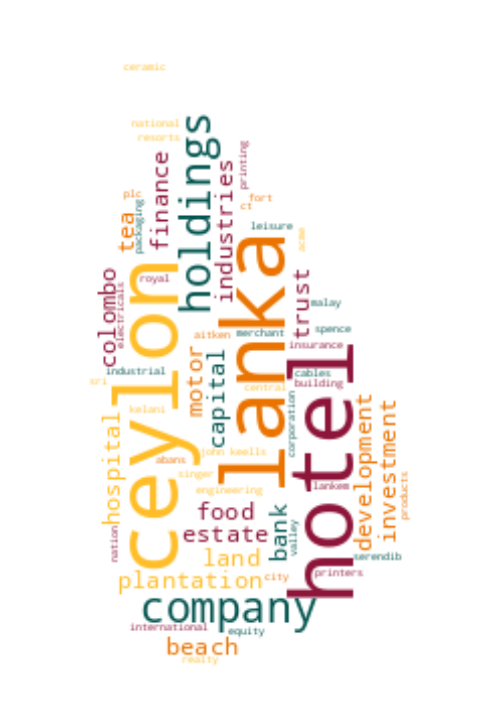 ceramic
national
resorts
holdings
printing
finance
industries
plc
fort
ct
tea
packaging
leisure
acme
lanka
ceylon
royal
colombo
electricals
trust
malay
spence
aitken
merchant
insurance
hotel
industrial
cables
sri
building
motor
capital
central
kelani
corporation
hospital
development
investment
john keells
abans
singer
lankem
engineering
products
food
bank
valley
estate
nation
land
serendib
plantation
city
printers
company
international
equity
beach
realty